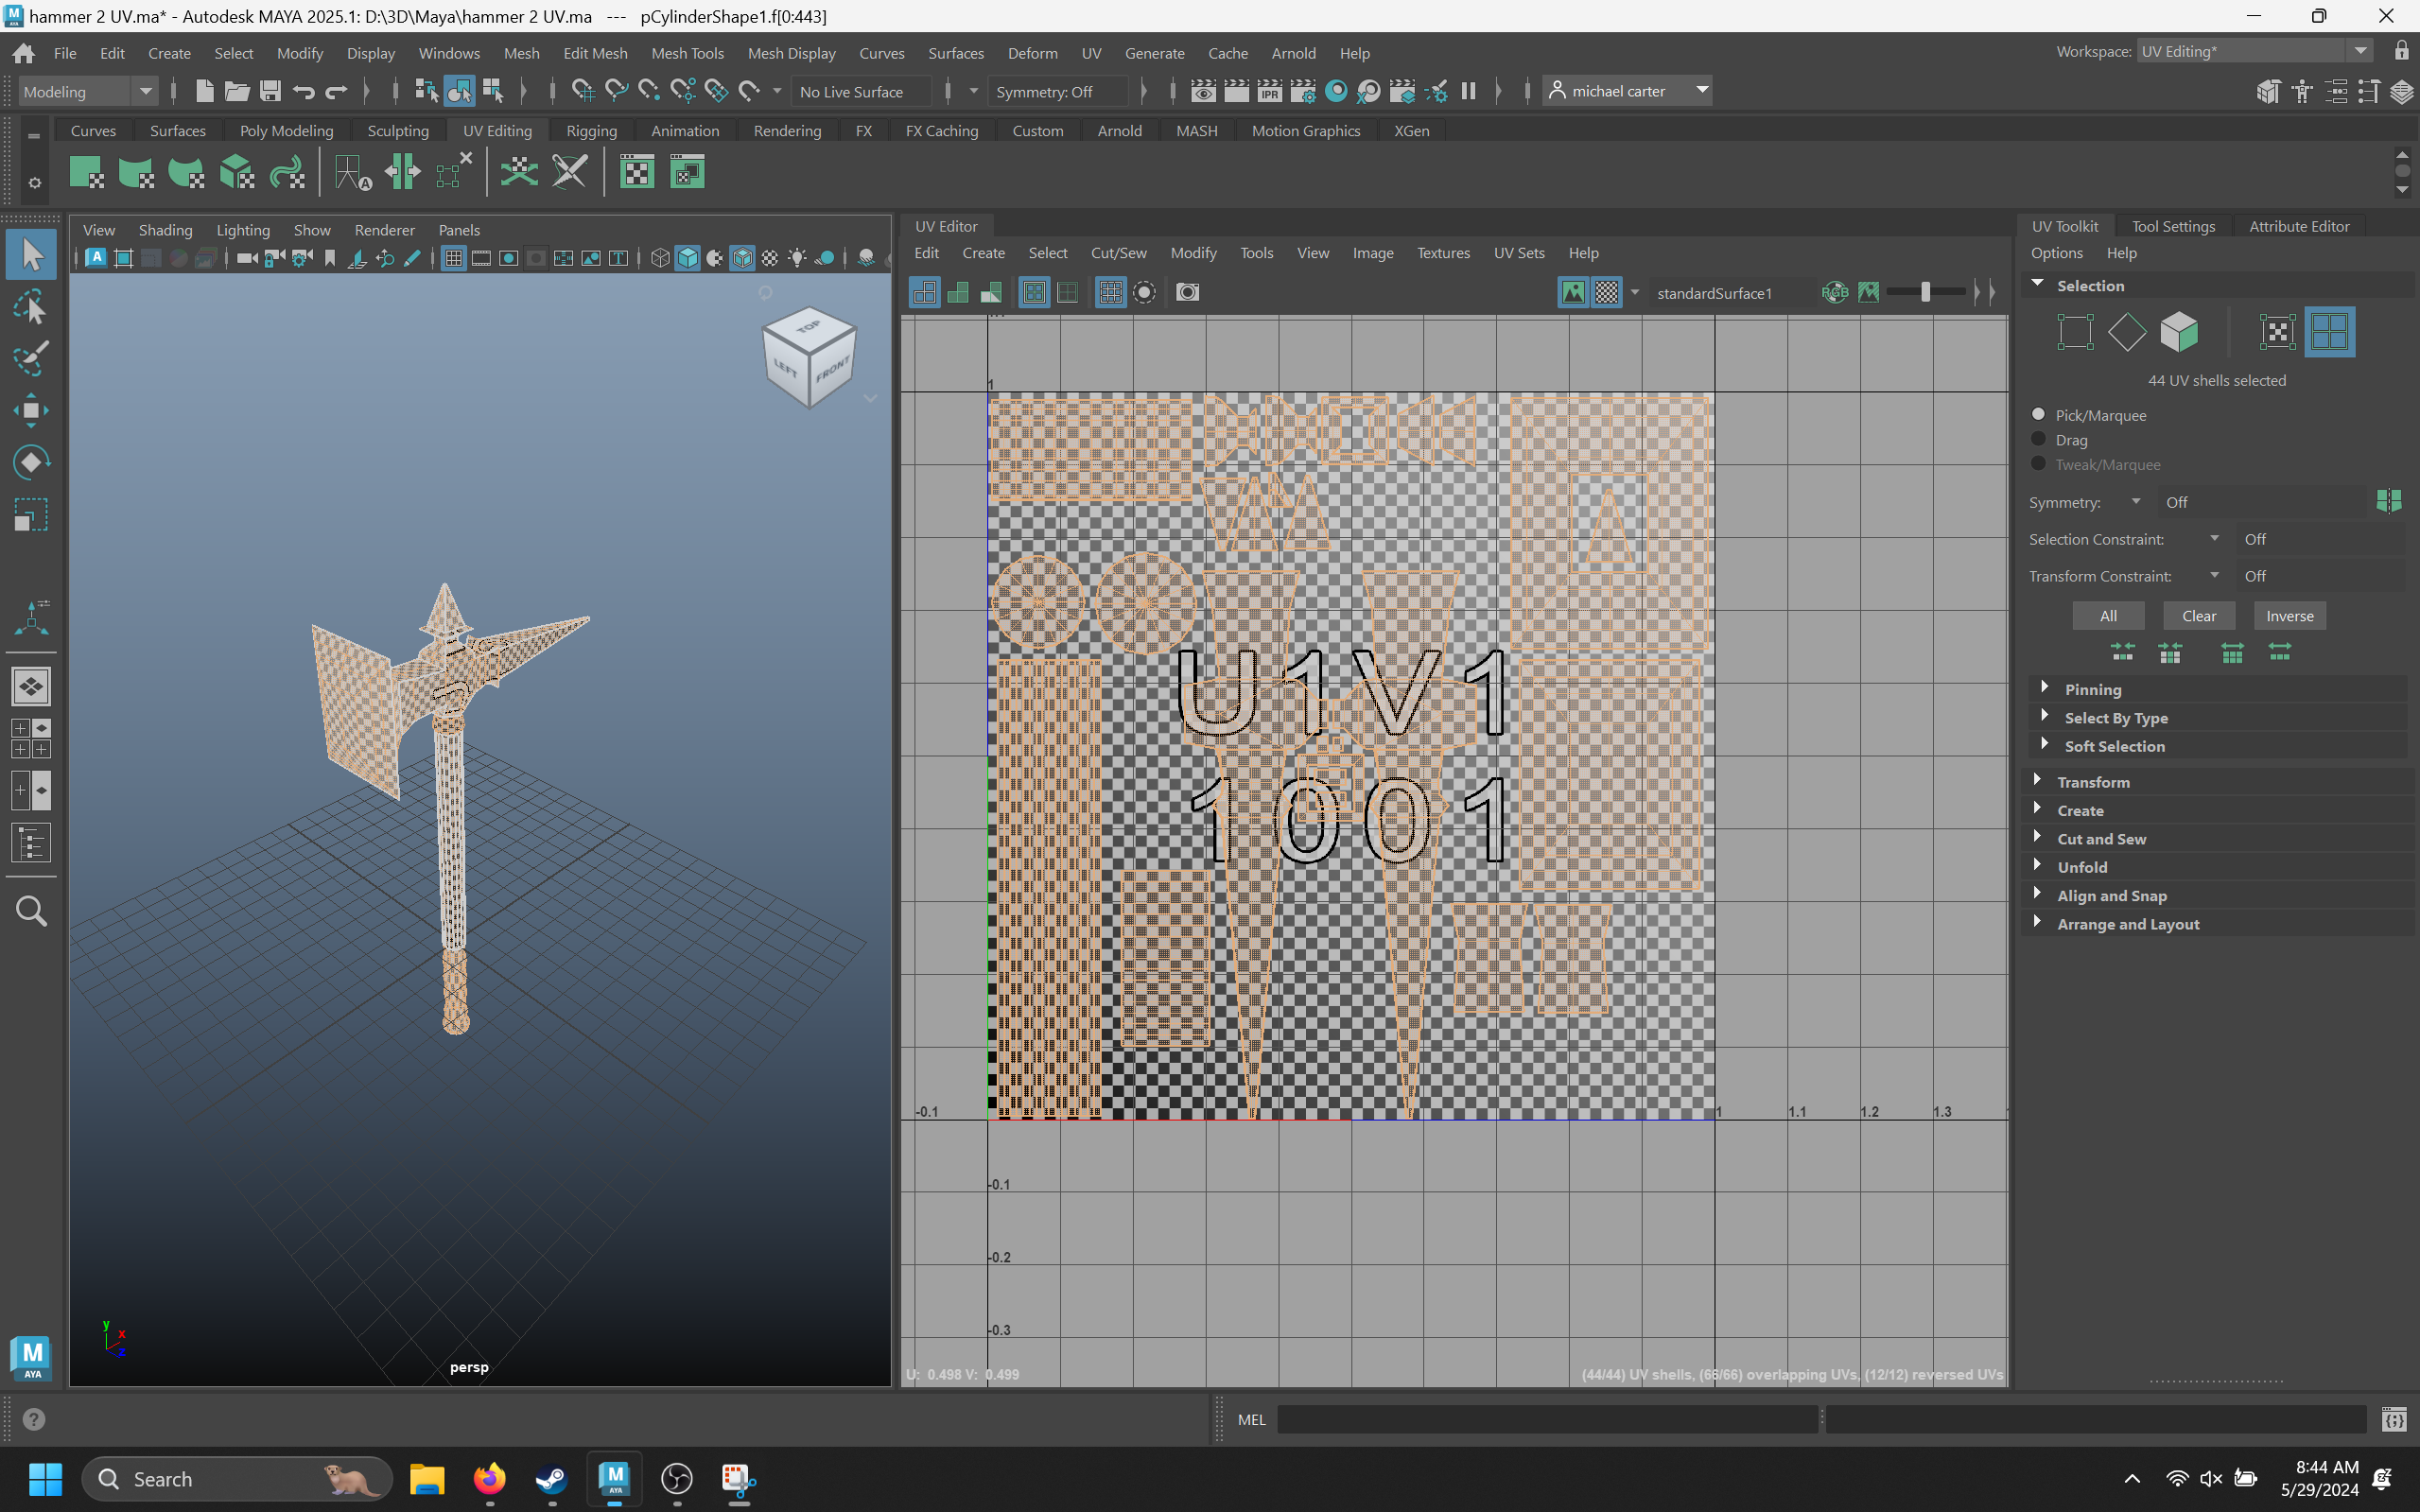 hammer 2 UV.ma* - Autodesk MAYA 2025.1: D:\3D\Maya\hammer 2 UV.ma --- pCylinderShape1.f[0:443]
File Edit Create Select Modify Display Windows Mesh Edit Mesh Mesh Tools Mesh Display Curves Surfaces Deform UV Generate Cache Arnold Help
Workspace: UV Editing*
Modeling
No Live Surface
Symmetry: Off
IPR
michael carter
Curves Surfaces Poly Modeling Sculpting UV Editing Rigging Animation Rendering FX FX Caching Custom Arnold MASH Motion Graphics XGen
View Shading Lighting Show Renderer Panels
TOP
LEFT
FRONT
y
x
z
persp
UV Editor
Edit Create Select Cut/Sew Modify Tools View Image Textures UV Sets Help
standardSurface1
RGB
1
U1V1
1001
-0.1
1 1.1 1.2 1.3
-0.1
-0.2
-0.3
U: 0.498 V: 0.499
(44/44) UV shells, (66/66) overlapping UVs, (12/12) reversed UVs
UV Toolkit Tool Settings Attribute Editor
Options Help
Selection
44 UV shells selected
Pick/Marquee
Drag
Tweak/Marquee
Symmetry: Off
Selection Constraint: Off
Transform Constraint: Off
All Clear Inverse
Pinning
Select By Type
Soft Selection
Transform
Create
Cut and Sew
Unfold
Align and Snap
Arrange and Layout
M
AYA
MEL
Search
M
AYA
8:44 AM
5/29/2024